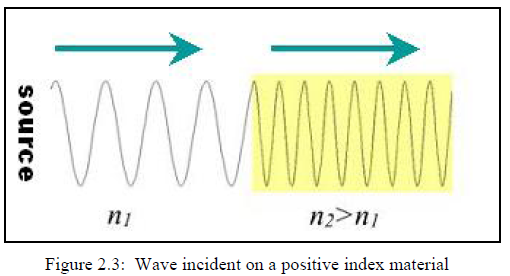 source
n₁
n₂>n₁
Figure 2.3: Wave incident on a positive index material